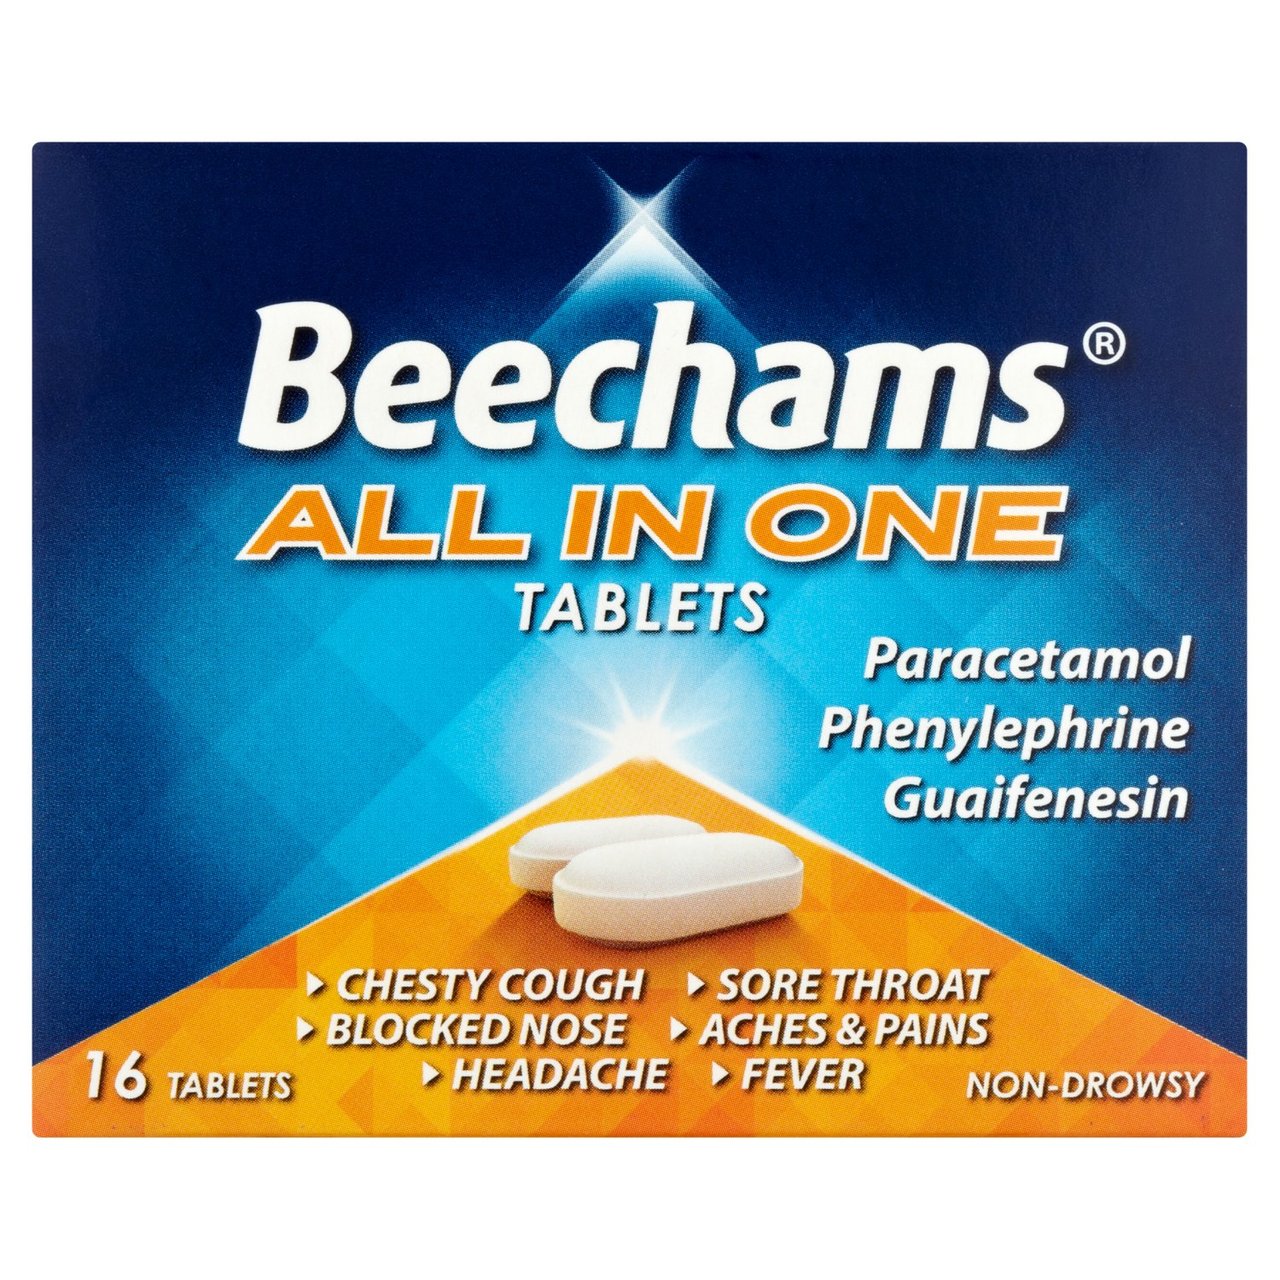 Beechams®
ALL IN ONE
TABLETS
Paracetamol
Phenylephrine
Guaifenesin
▸ CHESTY COUGH ▸ SORE THROAT
▸ BLOCKED NOSE ▸ ACHES & PAINS
▸ HEADACHE ▸ FEVER
16 TABLETS
NON-DROWSY